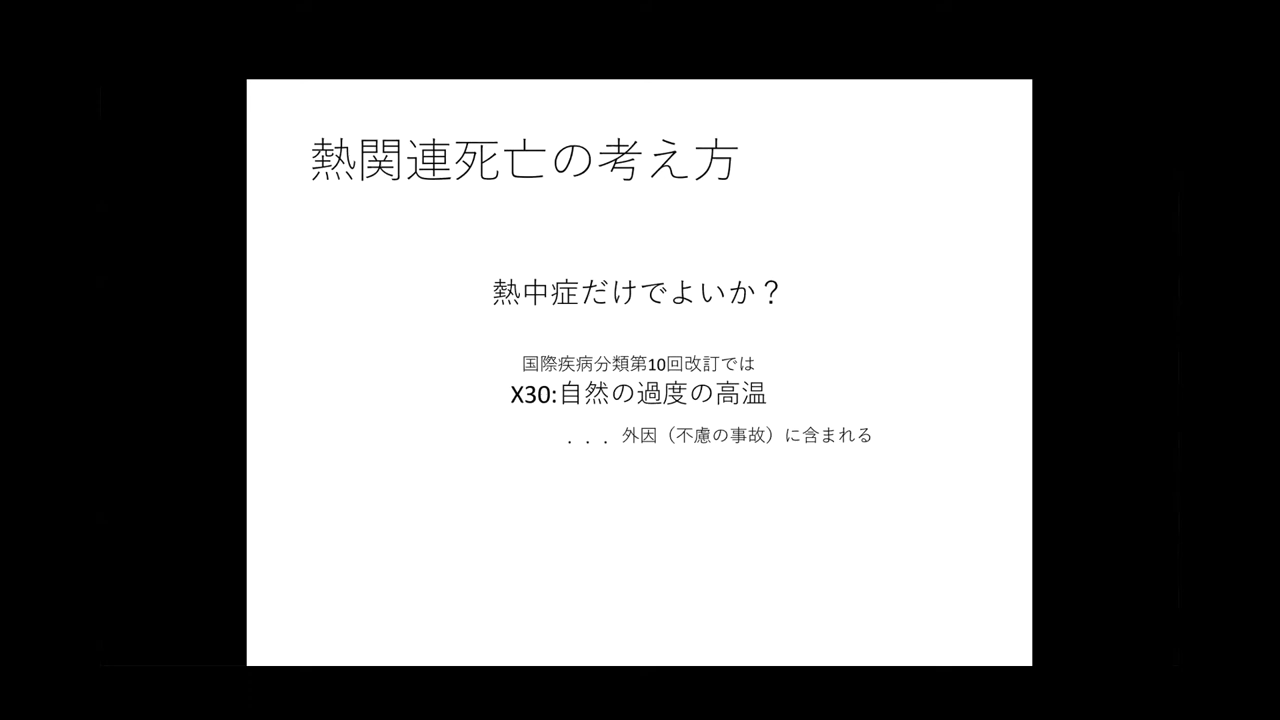 熱関連死亡の考え方
熱中症だけでよいか？
国際疾病分類第10回改訂では
X30:自然の過度の高温
．．．外因（不慮の事故）に含まれる